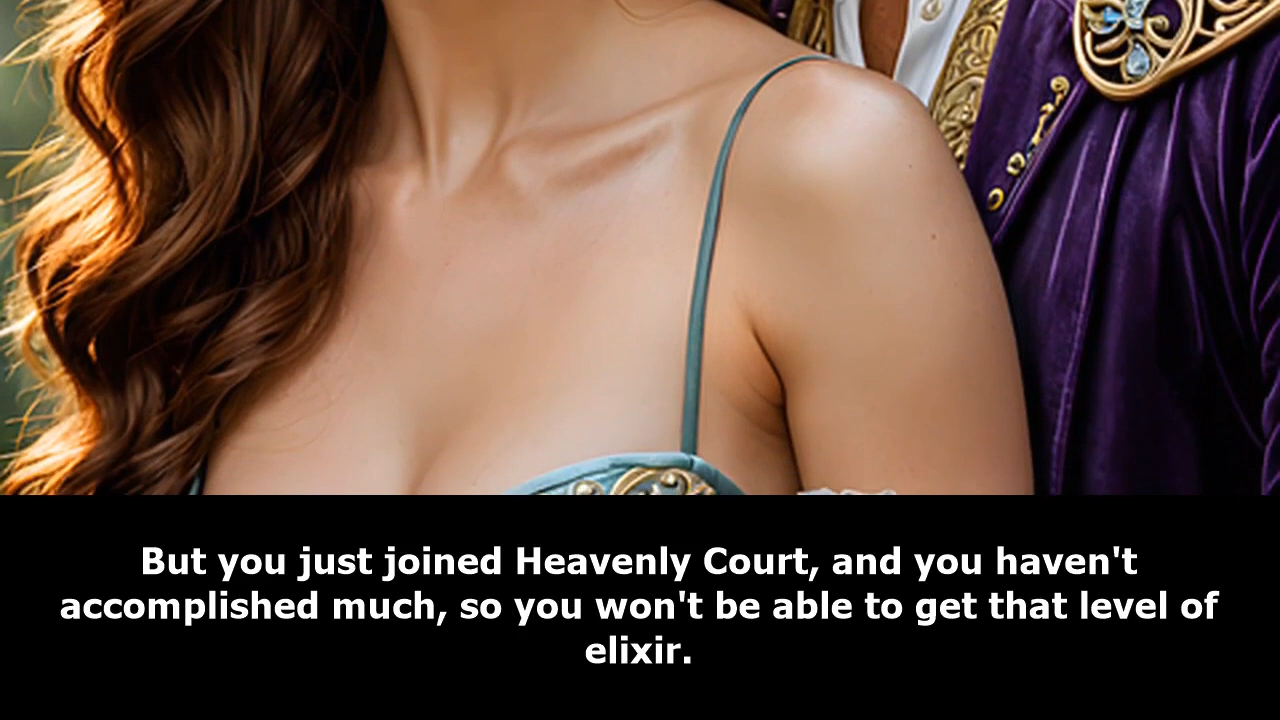 But you just joined Heavenly Court, and you haven't
accomplished much, so you won't be able to get that level of
elixir.